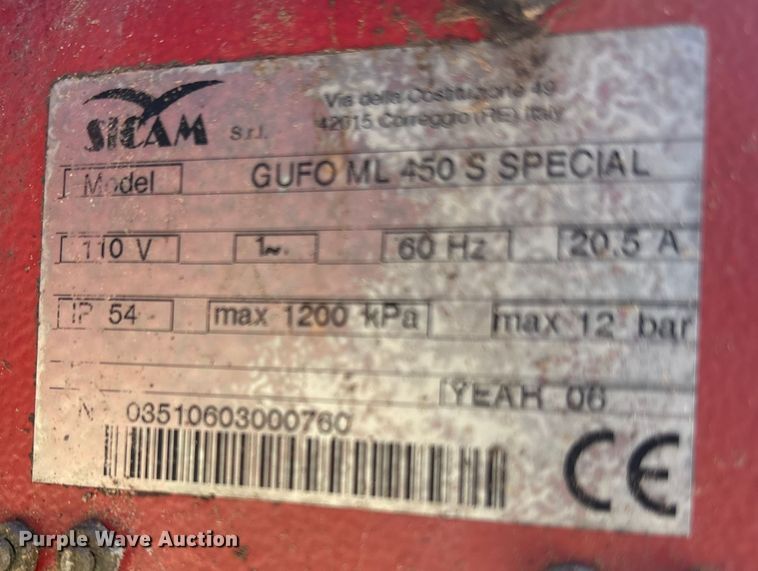 SICAM S.r.l.
Via della Costituzione 49
42015 Correggio (RE) Italy
Model GUFO ML 450 S SPECIAL
110 V 1~ 60 Hz 20.5 A
IP 54 max 1200 kPa max 12 bar
YEAR 06
N 03510603000760
CE
Purple Wave Auction